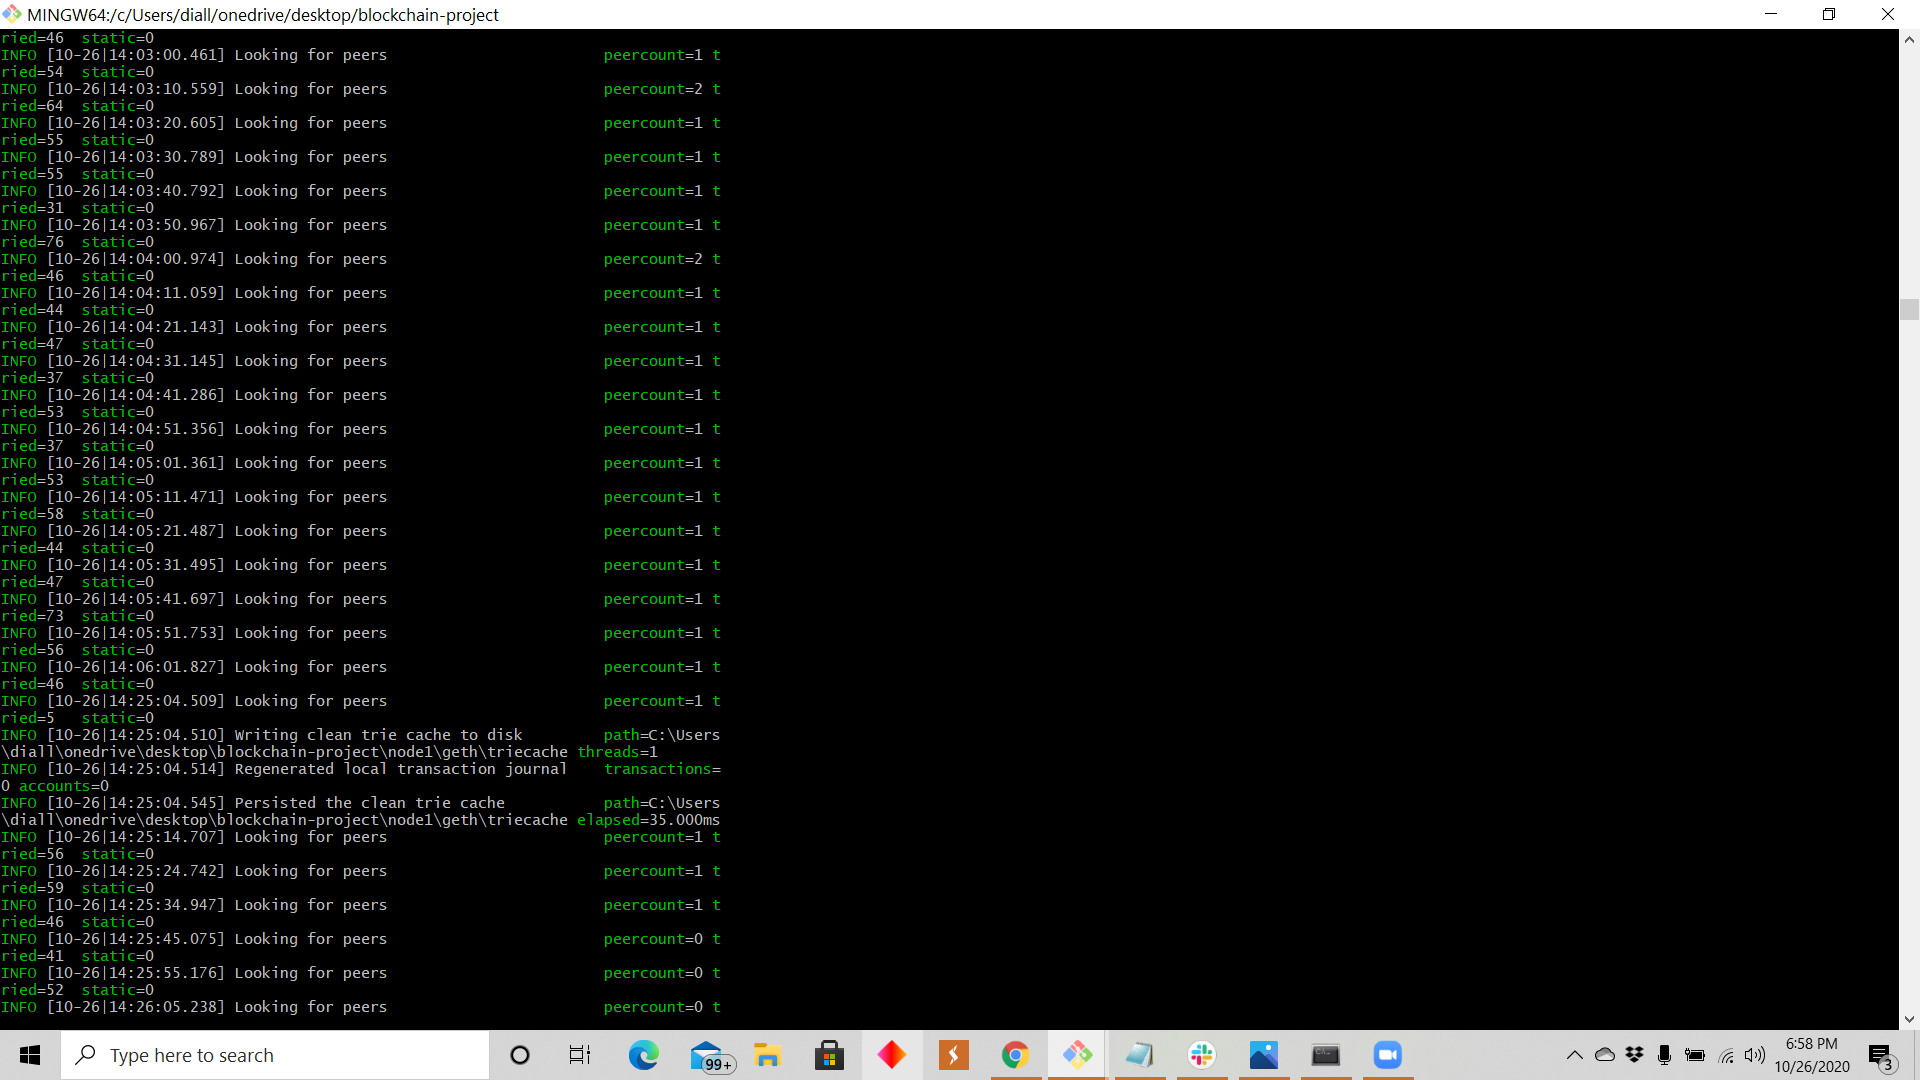 MINGW64:/c/Users/diall/onedrive/desktop/blockchain-project
ried=46  static=0
INFO [10-26|14:03:00.461] Looking for peers                        peercount=1 t
ried=54  static=0
INFO [10-26|14:03:10.559] Looking for peers                        peercount=2 t
ried=64  static=0
INFO [10-26|14:03:20.605] Looking for peers                        peercount=1 t
ried=55  static=0
INFO [10-26|14:03:30.789] Looking for peers                        peercount=1 t
ried=55  static=0
INFO [10-26|14:03:40.792] Looking for peers                        peercount=1 t
ried=31  static=0
INFO [10-26|14:03:50.967] Looking for peers                        peercount=1 t
ried=76  static=0
INFO [10-26|14:04:00.974] Looking for peers                        peercount=2 t
ried=46  static=0
INFO [10-26|14:04:11.059] Looking for peers                        peercount=1 t
ried=44  static=0
INFO [10-26|14:04:21.143] Looking for peers                        peercount=1 t
ried=47  static=0
INFO [10-26|14:04:31.145] Looking for peers                        peercount=1 t
ried=37  static=0
INFO [10-26|14:04:41.286] Looking for peers                        peercount=1 t
ried=53  static=0
INFO [10-26|14:04:51.356] Looking for peers                        peercount=1 t
ried=37  static=0
INFO [10-26|14:05:01.361] Looking for peers                        peercount=1 t
ried=53  static=0
INFO [10-26|14:05:11.471] Looking for peers                        peercount=1 t
ried=58  static=0
INFO [10-26|14:05:21.487] Looking for peers                        peercount=1 t
ried=44  static=0
INFO [10-26|14:05:31.495] Looking for peers                        peercount=1 t
ried=47  static=0
INFO [10-26|14:05:41.697] Looking for peers                        peercount=1 t
ried=73  static=0
INFO [10-26|14:05:51.753] Looking for peers                        peercount=1 t
ried=56  static=0
INFO [10-26|14:06:01.827] Looking for peers                        peercount=1 t
ried=46  static=0
INFO [10-26|14:25:04.509] Looking for peers                        peercount=1 t
ried=5   static=0
INFO [10-26|14:25:04.510] Writing clean trie cache to disk         path=C:\Users
\diall\onedrive\desktop\blockchain-project\node1\geth\triecache threads=1
INFO [10-26|14:25:04.514] Regenerated local transaction journal    transactions=
0 accounts=0
INFO [10-26|14:25:04.545] Persisted the clean trie cache           path=C:\Users
\diall\onedrive\desktop\blockchain-project\node1\geth\triecache elapsed=35.000ms
INFO [10-26|14:25:14.707] Looking for peers                        peercount=1 t
ried=56  static=0
INFO [10-26|14:25:24.742] Looking for peers                        peercount=1 t
ried=59  static=0
INFO [10-26|14:25:34.947] Looking for peers                        peercount=1 t
ried=46  static=0
INFO [10-26|14:25:45.075] Looking for peers                        peercount=0 t
ried=41  static=0
INFO [10-26|14:25:55.176] Looking for peers                        peercount=0 t
ried=52  static=0
INFO [10-26|14:26:05.238] Looking for peers                        peercount=0 t
Type here to search
99+
6:58 PM
10/26/2020
3